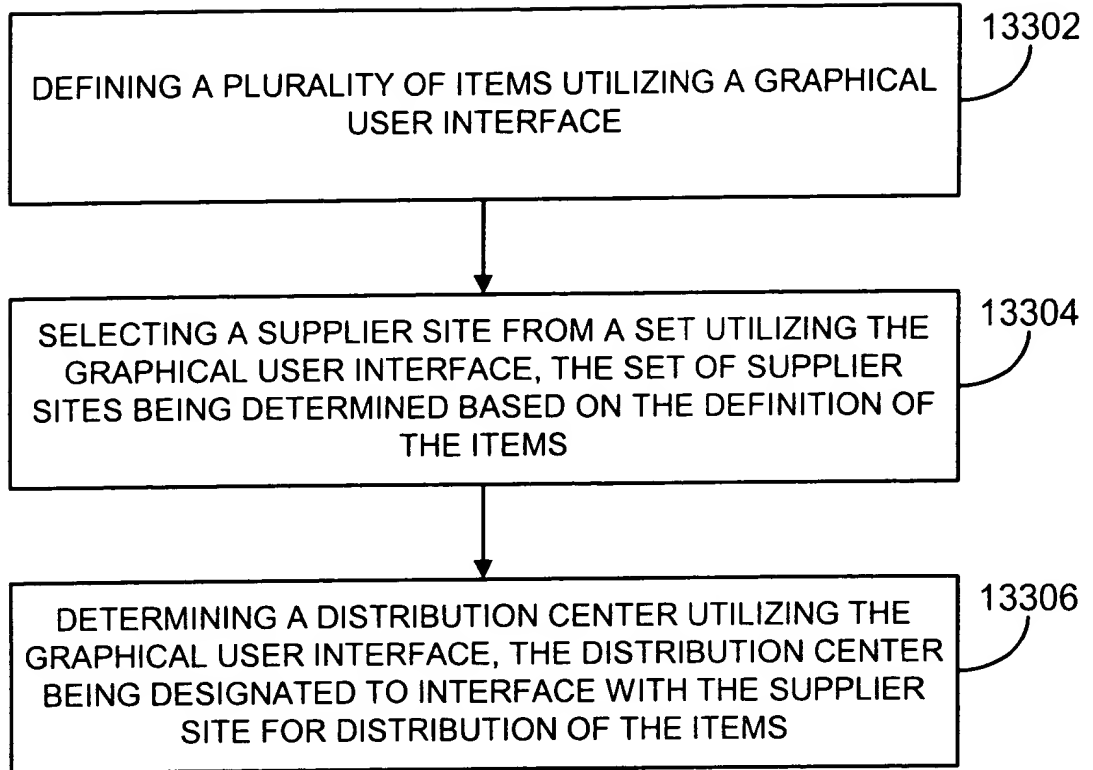 13302
DEFINING A PLURALITY OF ITEMS UTILIZING A GRAPHICAL
USER INTERFACE
13304
SELECTING A SUPPLIER SITE FROM A SET UTILIZING THE
GRAPHICAL USER INTERFACE, THE SET OF SUPPLIER
SITES BEING DETERMINED BASED ON THE DEFINITION OF
THE ITEMS
13306
DETERMINING A DISTRIBUTION CENTER UTILIZING THE
GRAPHICAL USER INTERFACE, THE DISTRIBUTION CENTER
BEING DESIGNATED TO INTERFACE WITH THE SUPPLIER
SITE FOR DISTRIBUTION OF THE ITEMS